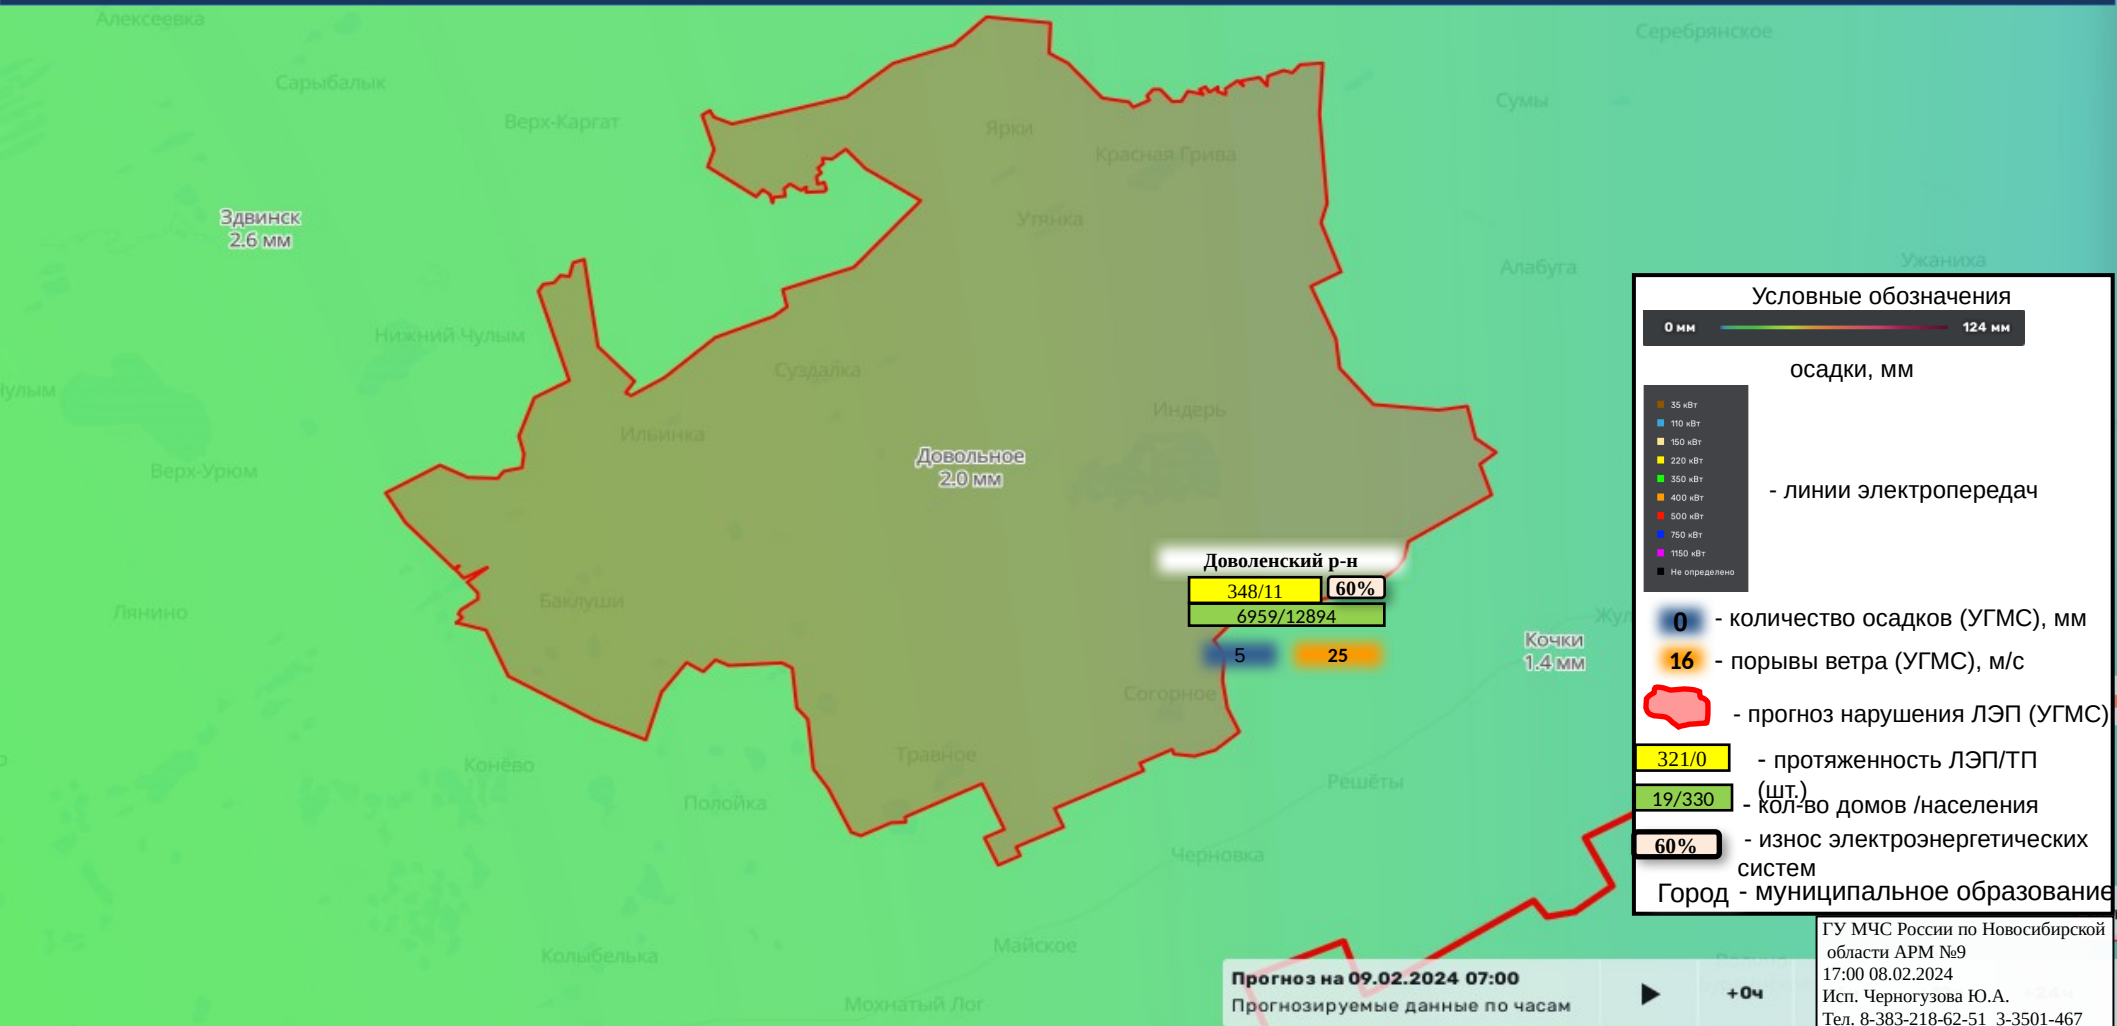 Алексеевка
Серебрянское
Сарыбалык
Сумы
Верх-Каргат
Ярки
Красная Грива
Здвинск
2.6 мм
Утянка
Алабуга
Ужаниха
Нижний Чулым
Суздалка
Индерь
Ильинка
Довольное
2.0 мм
Верх-Урюм
Баклуши
Лянино
Доволенский р-н
348/11
60%
6959/12894
5
25
Кочки
1.4 мм
Согорное
Травное
Конёво
Полойка
Решёты
Черновка
Майское
Колыбелька
Мохнатый Лог
Условные обозначения
0 мм
124 мм
осадки, мм
35 кВт
110 кВт
150 кВт
220 кВт
350 кВт
400 кВт
500 кВт
750 кВт
1150 кВт
Не определено
- линии электропередач
0 - количество осадков (УГМС), мм
16 - порывы ветра (УГМС), м/с
- прогноз нарушения ЛЭП (УГМС)
321/0 - протяженность ЛЭП/ТП
(шт.)
19/330 - кол-во домов /населения
60% - износ электроэнергетических
систем
Город - муниципальное образование
Прогноз на 09.02.2024 07:00
Прогнозируемые данные по часам
+0ч
ГУ МЧС России по Новосибирской
области АРМ №9
17:00 08.02.2024
Исп. Черногузова Ю.А.
Тел. 8-383-218-62-51 3-3501-467